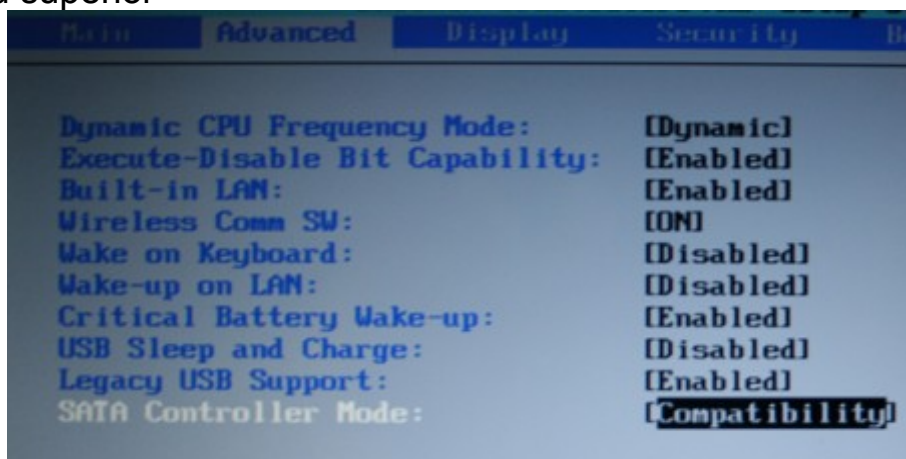 superior
Main Advanced Display Security
Dynamic CPU Frequency Mode: [Dynamic]
Execute-Disable Bit Capability: [Enabled]
Built-in LAN: [Enabled]
Wireless Comm SW: [ON]
Wake on Keyboard: [Disabled]
Wake-up on LAN: [Disabled]
Critical Battery Wake-up: [Enabled]
USB Sleep and Charge: [Disabled]
Legacy USB Support: [Enabled]
SATA Controller Mode: [Compatibility]